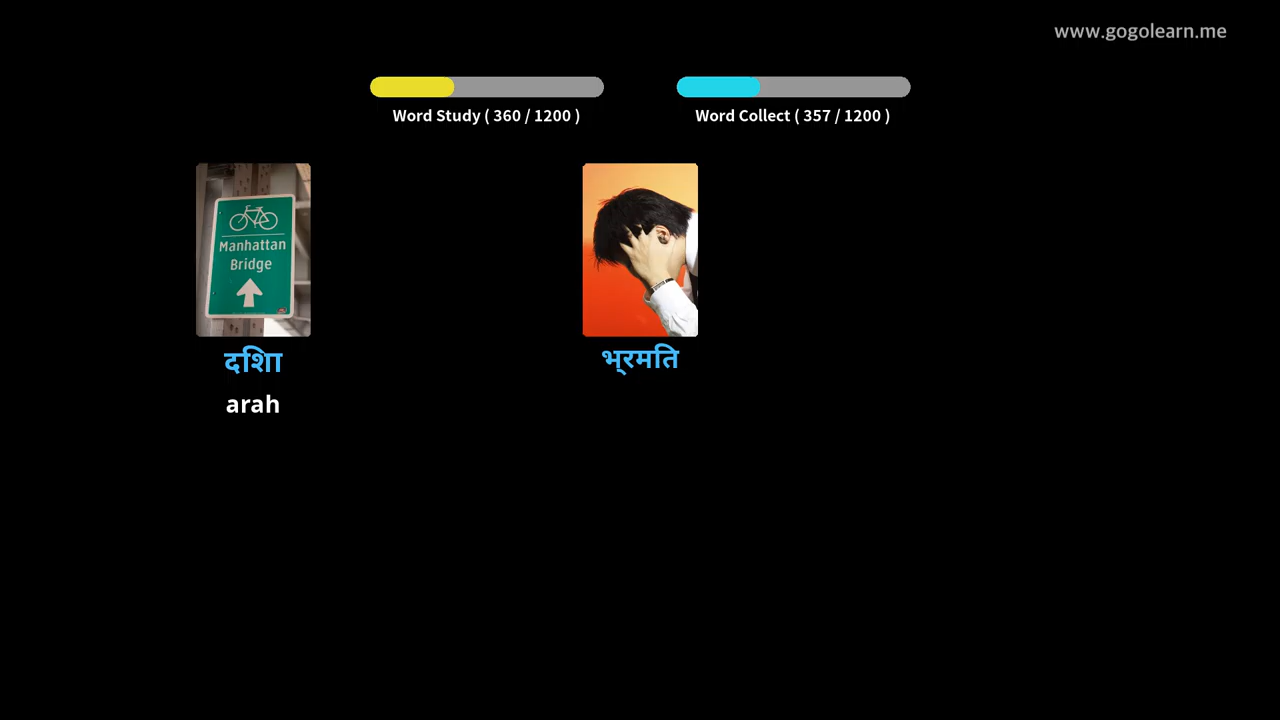 www.gogolearn.me
Word Study ( 360 / 1200 )
Word Collect ( 357 / 1200 )
Manhattan
Bridge
दिशा
arah
भ्रमित